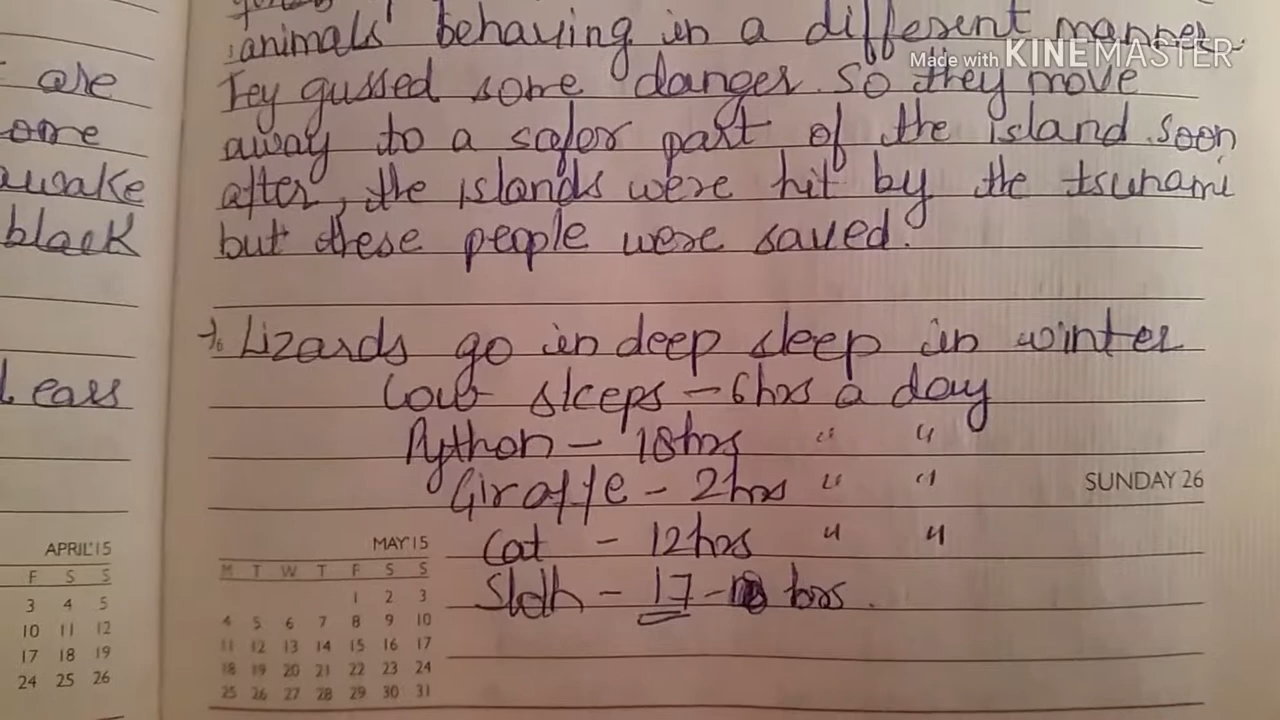 are
some
awake
black
ears
animals' behaving in a different manner.
Tey gussed some danger. So they move
away to a safer part of the island. Soon
after, the islands were hit by the tsunami
but these people were saved.
Lizards go in deep sleep in winter
Cow sleeps - 6hrs a day
Python - 18hrs " "
Giraffe - 2hrs " "
Cat - 12hrs " "
Sloth - 17 - hrs.
Made with KINEMASTER
SUNDAY 26
APRIL'15
F S S
3 4 5
10 11 12
17 18 19
24 25 26
MAY 15
M T W T F S S
1 2 3
4 5 6 7 8 9 10
11 12 13 14 15 16 17
18 19 20 21 22 23 24
25 26 27 28 29 30 31